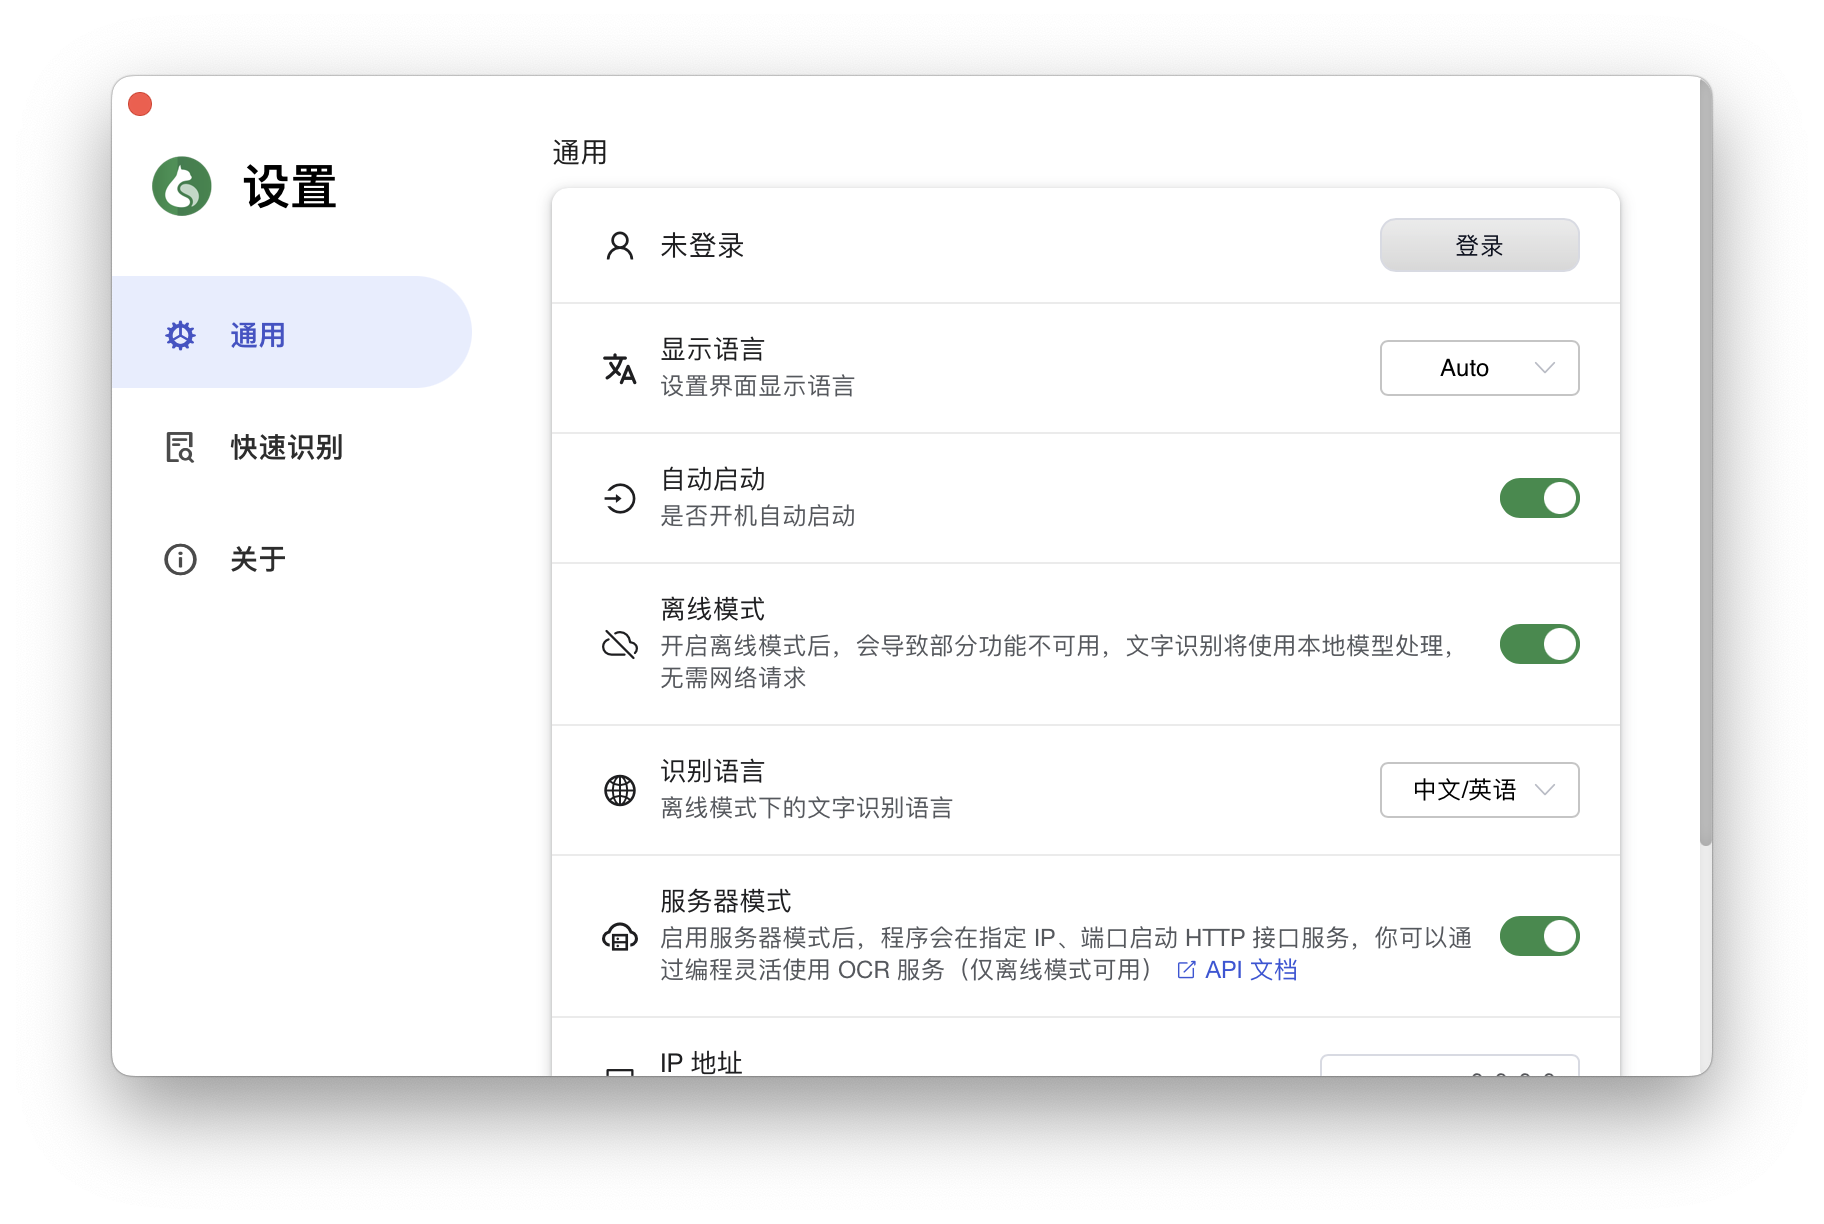 设置
通用
快速识别
关于
通用
未登录
登录
显示语言
设置界面显示语言
Auto
自动启动
是否开机自动启动
离线模式
开启离线模式后，会导致部分功能不可用，文字识别将使用本地模型处理，
无需网络请求
识别语言
离线模式下的文字识别语言
中文/英语
服务器模式
启用服务器模式后，程序会在指定 IP、端口启动 HTTP 接口服务，你可以通
过编程灵活使用 OCR 服务（仅离线模式可用） API 文档
IP 地址